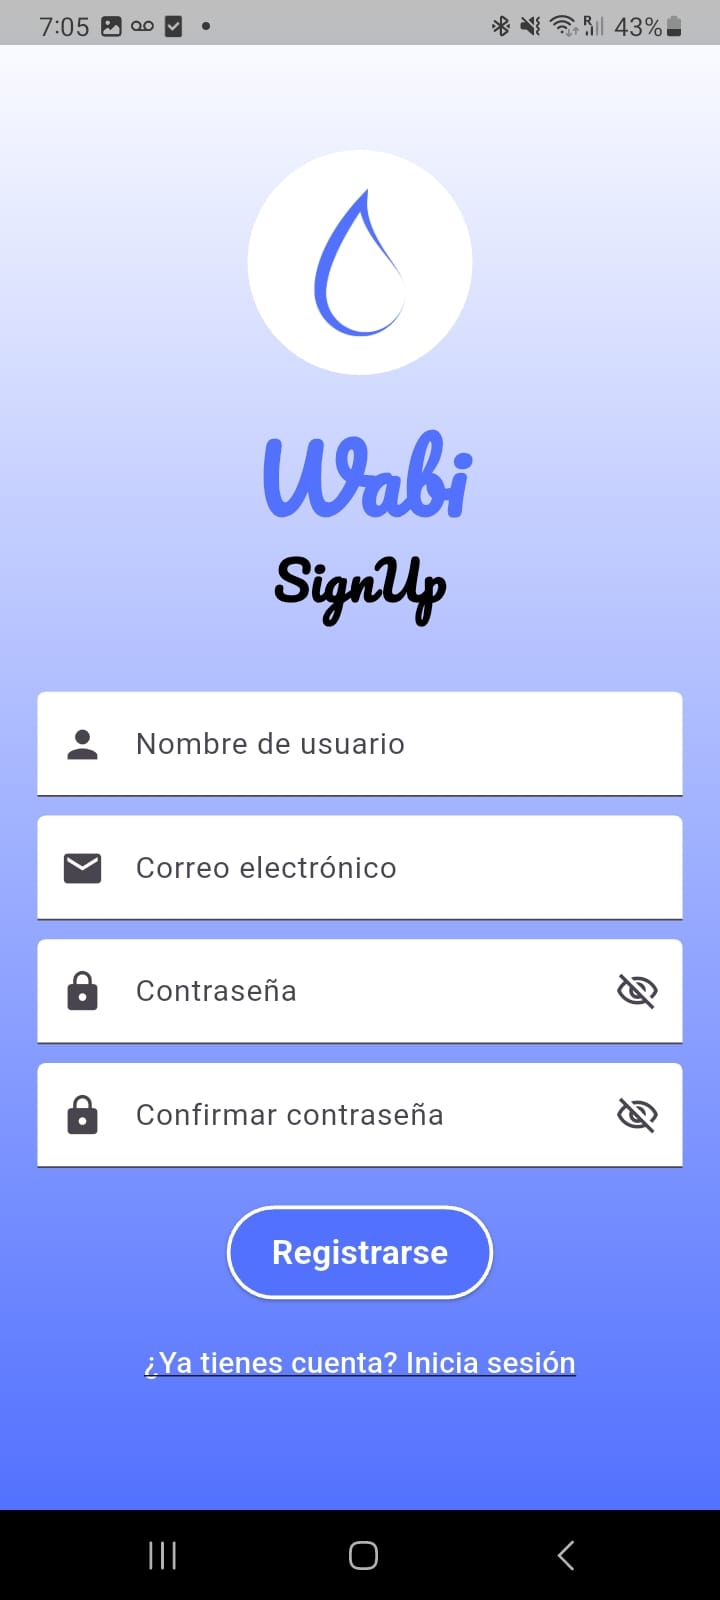 7:05
R
43%
Wabi
SignUp
Nombre de usuario
Correo electrónico
Contraseña
Confirmar contraseña
Registrarse
¿Ya tienes cuenta? Inicia sesión